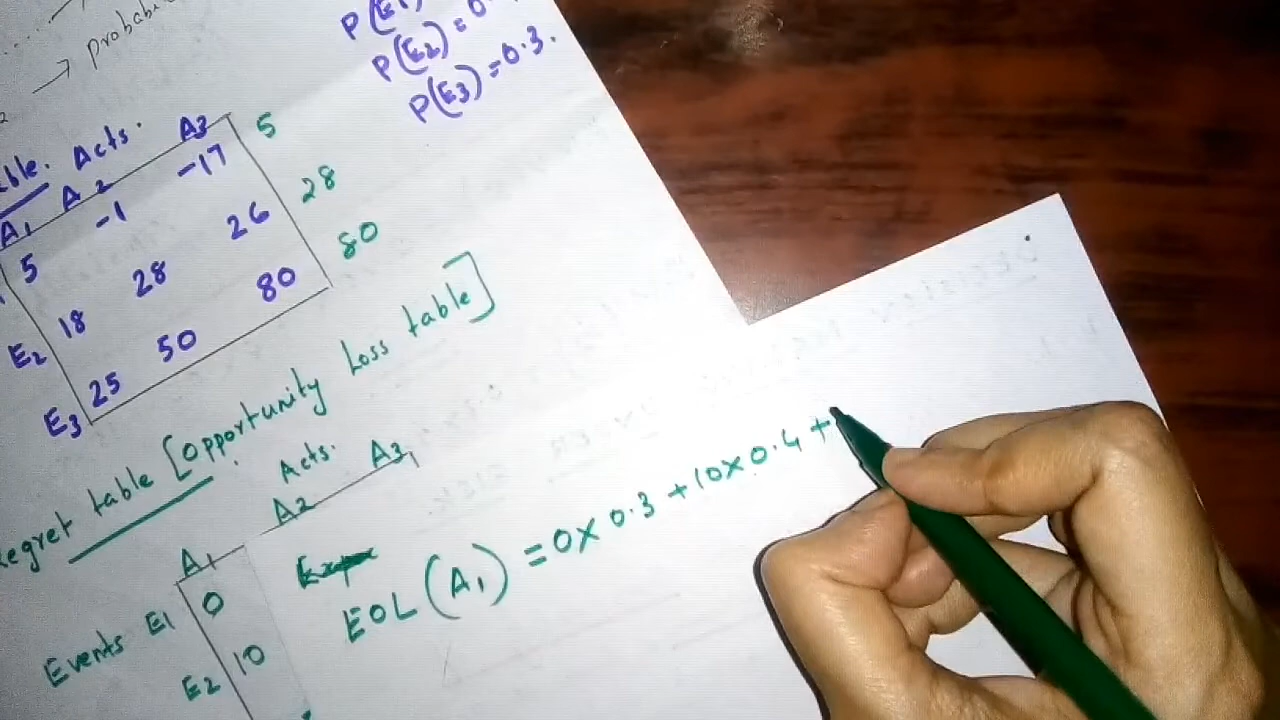 → Probabi
P(E1)
P(E2) = 0.
P(E3) = 0.3.
Acts.
A1 A2 A3
5 -1 -17 5
E2 18 28 26 28
E3 25 50 80 80
Regret table [Opportunity Loss table]
Acts.
A1 A2 A3
Events E1 0
E2 10
EOL (A1) = 0 x 0.3 + 10 x 0.4 +